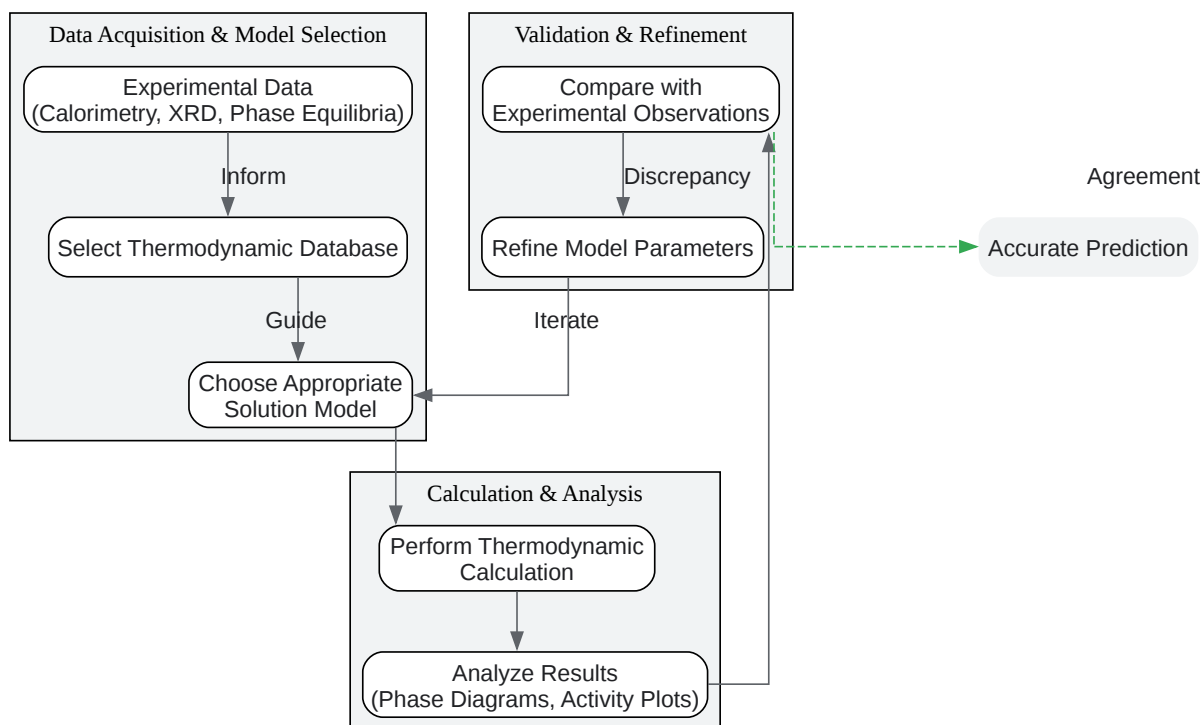 Data Acquisition & Model Selection
Experimental Data
(Calorimetry, XRD, Phase Equilibria)
Inform
Select Thermodynamic Database
Guide
Choose Appropriate
Solution Model
Validation & Refinement
Compare with
Experimental Observations
Discrepancy
Refine Model Parameters
Iterate
Agreement
Accurate Prediction
Calculation & Analysis
Perform Thermodynamic
Calculation
Analyze Results
(Phase Diagrams, Activity Plots)